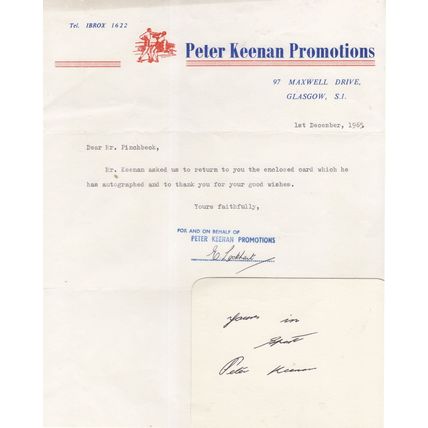 Tel. IBROX 1622
Peter Keenan Promotions
97 MAXWELL DRIVE,
GLASGOW, S.1.
1st December, 1965
Dear Mr. Pinchbeck,
Mr. Keenan asked us to return to you the enclosed card which he
has autographed and to thank you for your good wishes.
Yours faithfully,
FOR AND ON BEHALF OF
PETER KEENAN PROMOTIONS
E Lockhart
Yours in
Sport
Peter Keenan